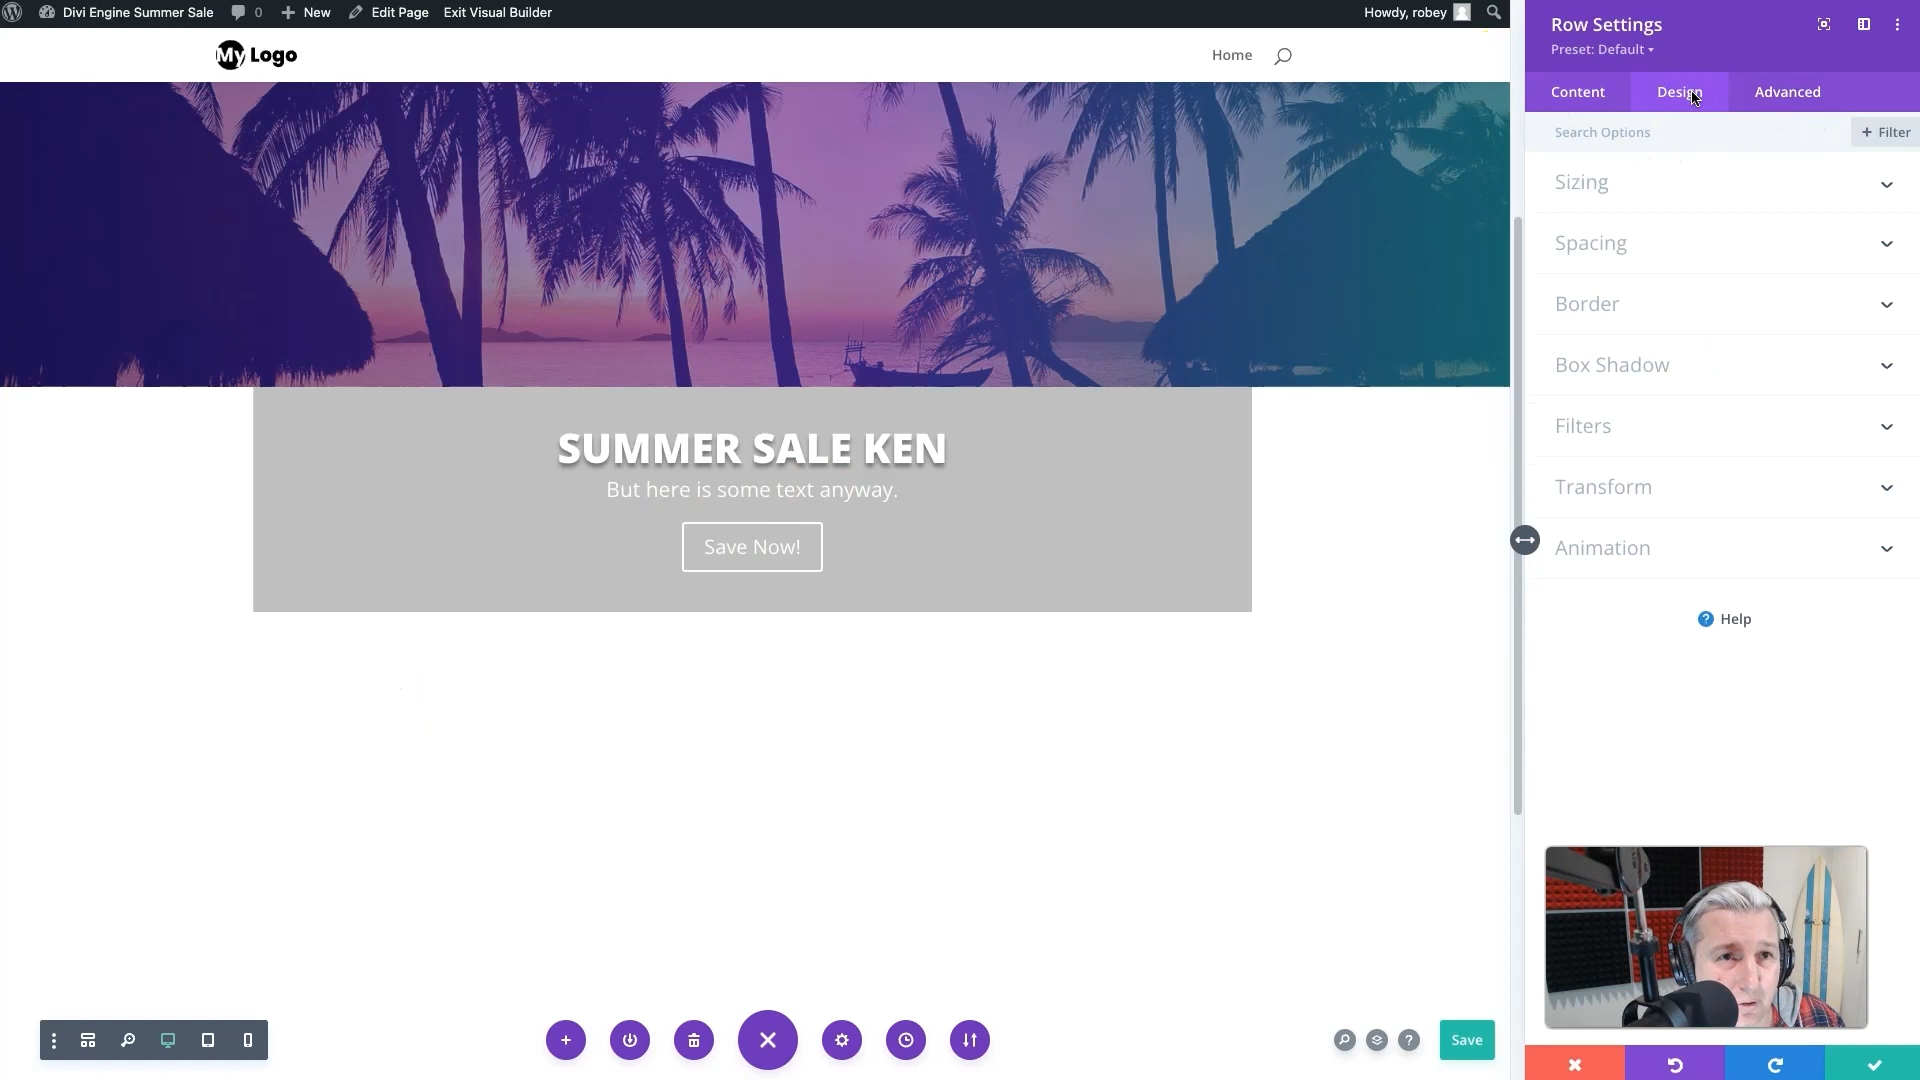 Divi Engine Summer Sale 0 New Edit Page Exit Visual Builder Howdy, robey
My Logo
Home
Row Settings
Preset: Default
Content Design Advanced
Search Options + Filter
Sizing
Spacing
Border
Box Shadow
Filters
Transform
Animation
Help
SUMMER SALE KEN
But here is some text anyway.
Save Now!
Save